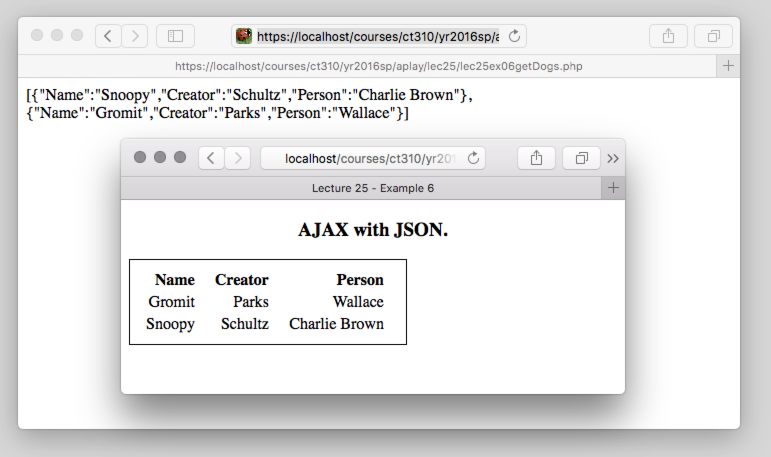 https://localhost/courses/ct310/yr2016sp/a
https://localhost/courses/ct310/yr2016sp/aplay/lec25/lec25ex06getDogs.php
[{"Name":"Snoopy","Creator":"Schultz","Person":"Charlie Brown"},
{"Name":"Gromit","Creator":"Parks","Person":"Wallace"}]
localhost/courses/ct310/yr201
Lecture 25 - Example 6
AJAX with JSON.
Name Creator Person
Gromit Parks Wallace
Snoopy Schultz Charlie Brown